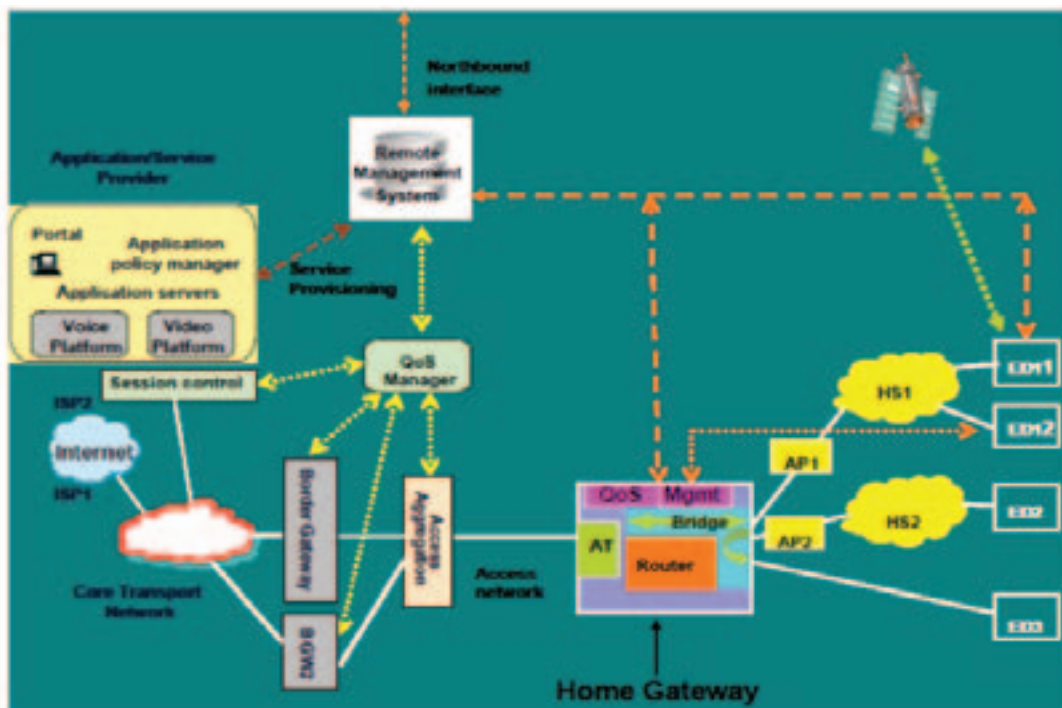 Northbound
interface
Remote
Management
System
Application/Service
Provider
Portal
Application
policy manager
Application servers
Voice
Platform
Video
Platform
Service
Provisioning
QoS
Manager
Session control
ISP2
Internet
ISP1
Border Gateway
Access
Aggregation
BGW2
Core Transport
Network
Access
network
QoS
Mgmt
Bridge
AT
Router
AP1
AP2
HS1
HS2
ED2
ED3
Home Gateway